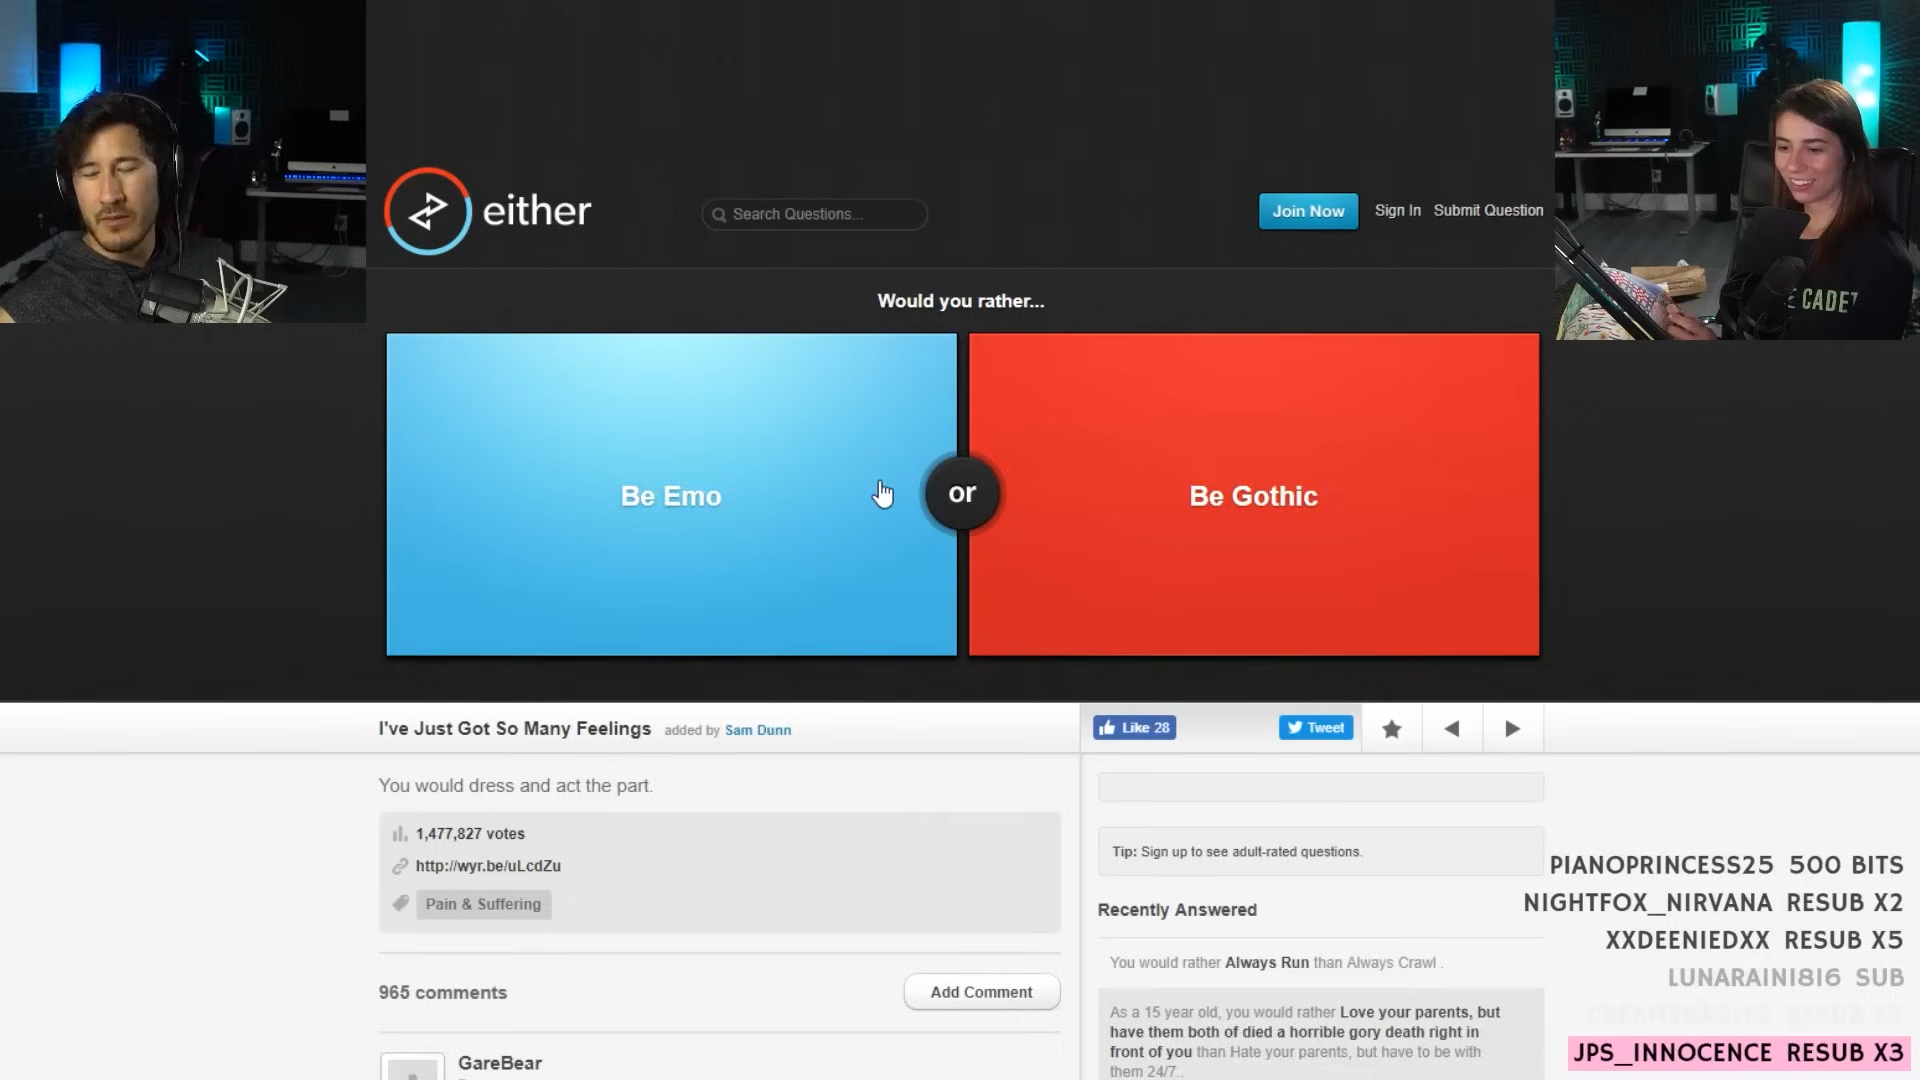 either
Search Questions...
Join Now
Sign In
Submit Question
Would you rather...
CADET
Be Emo
or
Be Gothic
I've Just Got So Many Feelings added by Sam Dunn
Like 28
Tweet
You would dress and act the part.
1,477,827 votes
http://wyr.be/uLcdZu
Pain & Suffering
Tip: Sign up to see adult-rated questions.
Recently Answered
You would rather Always Run than Always Crawl .
As a 15 year old, you would rather Love your parents, but
have them both of died a horrible gory death right in
front of you than Hate your parents, but have to be with
them 24/7..
965 comments
Add Comment
GareBear
PIANOPRINCESS25 500 BITS
NIGHTFOX_NIRVANA RESUB X2
XXDEENIEDXX RESUB X5
LUNARAIN1816 SUB
JPS_INNOCENCE RESUB X3